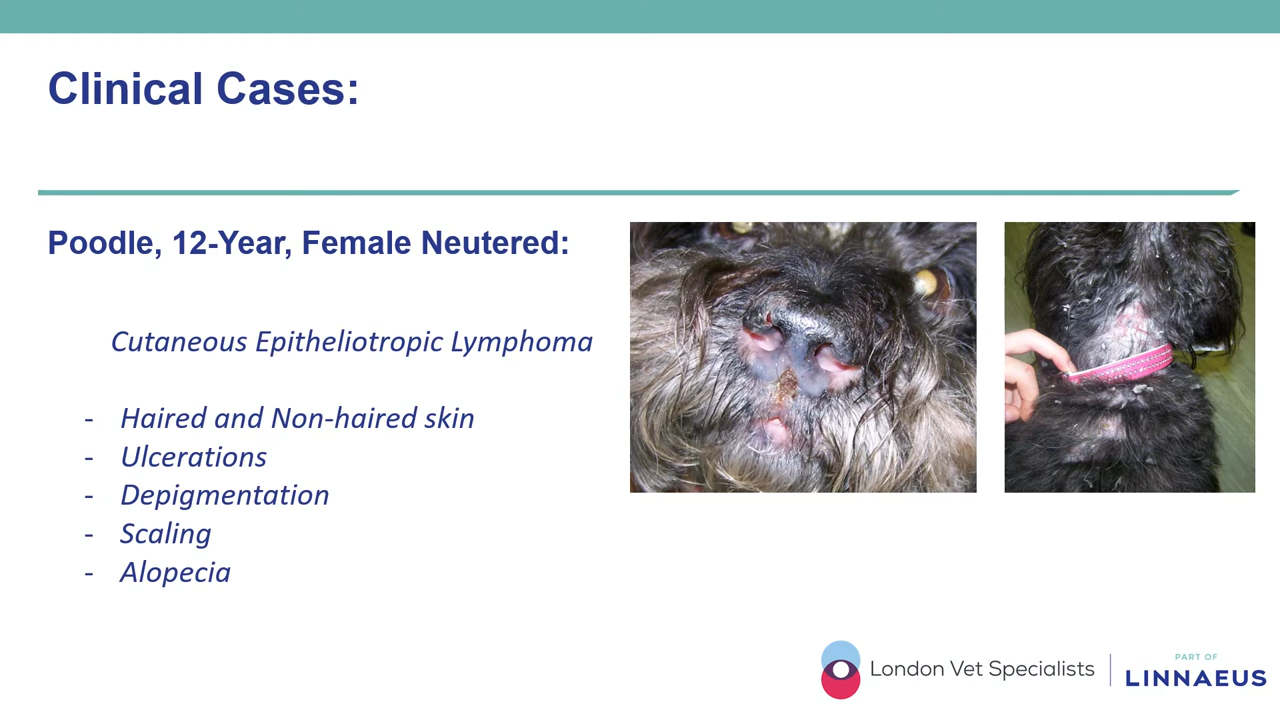 Clinical Cases:
Poodle, 12-Year, Female Neutered:
Cutaneous Epitheliotropic Lymphoma
- Haired and Non-haired skin
- Ulcerations
- Depigmentation
- Scaling
- Alopecia
London Vet Specialists
PART OF
LINNAEUS